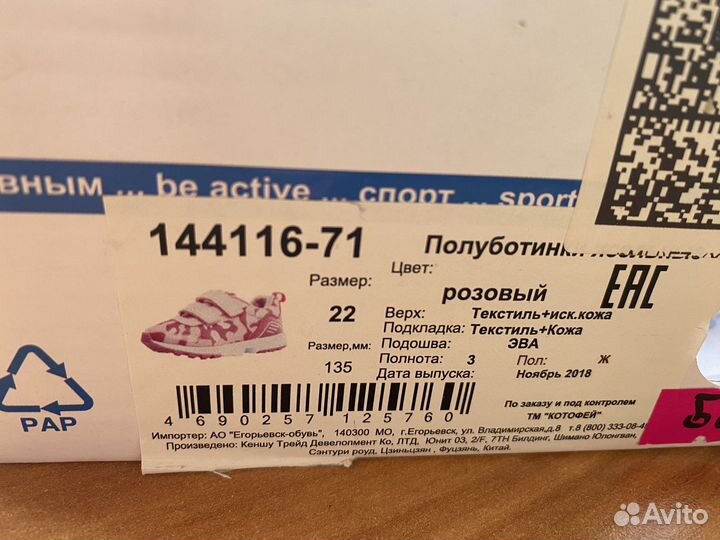 вным ... be active ... спорт ... sport
144116-71 Полуботинки
Размер: Цвет:
22 розовый EAC
Верх: Текстиль+иск.кожа
Подкладка: Текстиль+Кожа
Размер,мм: Подошва: ЭВА
135 Полнота: 3 Пол: Ж
Дата выпуска: Ноябрь 2018
4 690257 125760
По заказу и под контролем
ТМ "КОТОФЕЙ"
Импортер: АО "Егорьевск-обувь", 140300 МО, г.Егорьевск, ул. Владимирская,д.8 т.8 (800) 333-08-4
Произведено: Кеншу Трейд Девелопмент Ко, ЛТД, Юнит 03, 2/F, 7ТН Билдинг, Шимано Юлонгван,
Сэнтури роуд, Цзиньцзян , Фуцзянь, Китай.
PAP
Avito